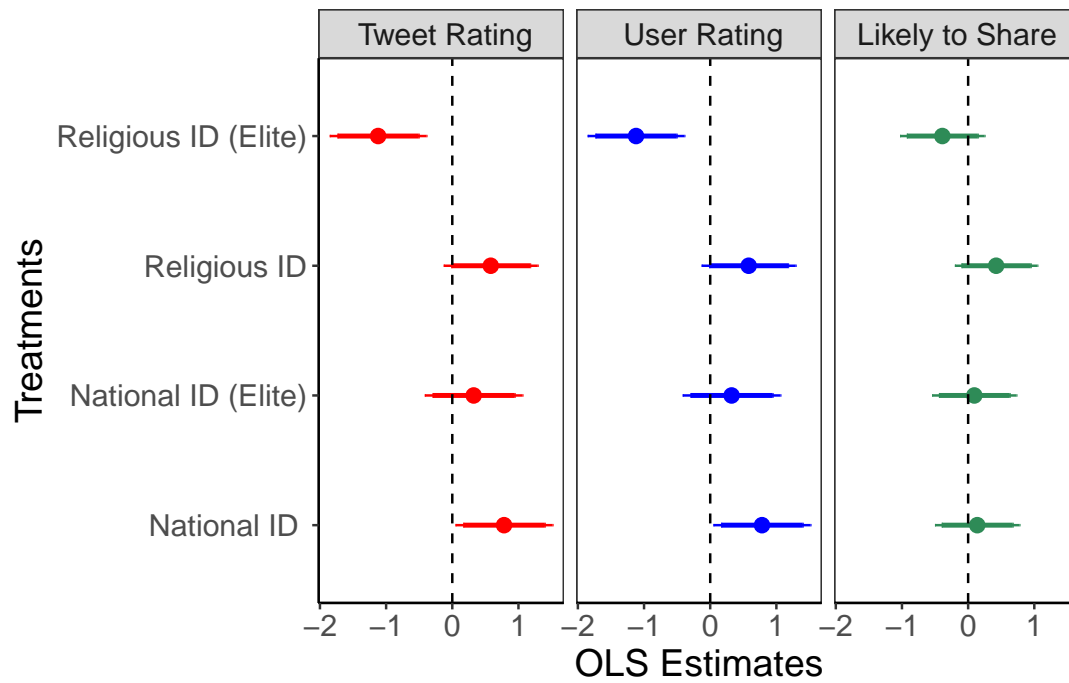 Tweet Rating
User Rating
Likely to Share
Treatments
Religious ID (Elite)
Religious ID
National ID (Elite)
National ID
−2 −1 0 1
−2 −1 0 1
−2 −1 0 1
OLS Estimates